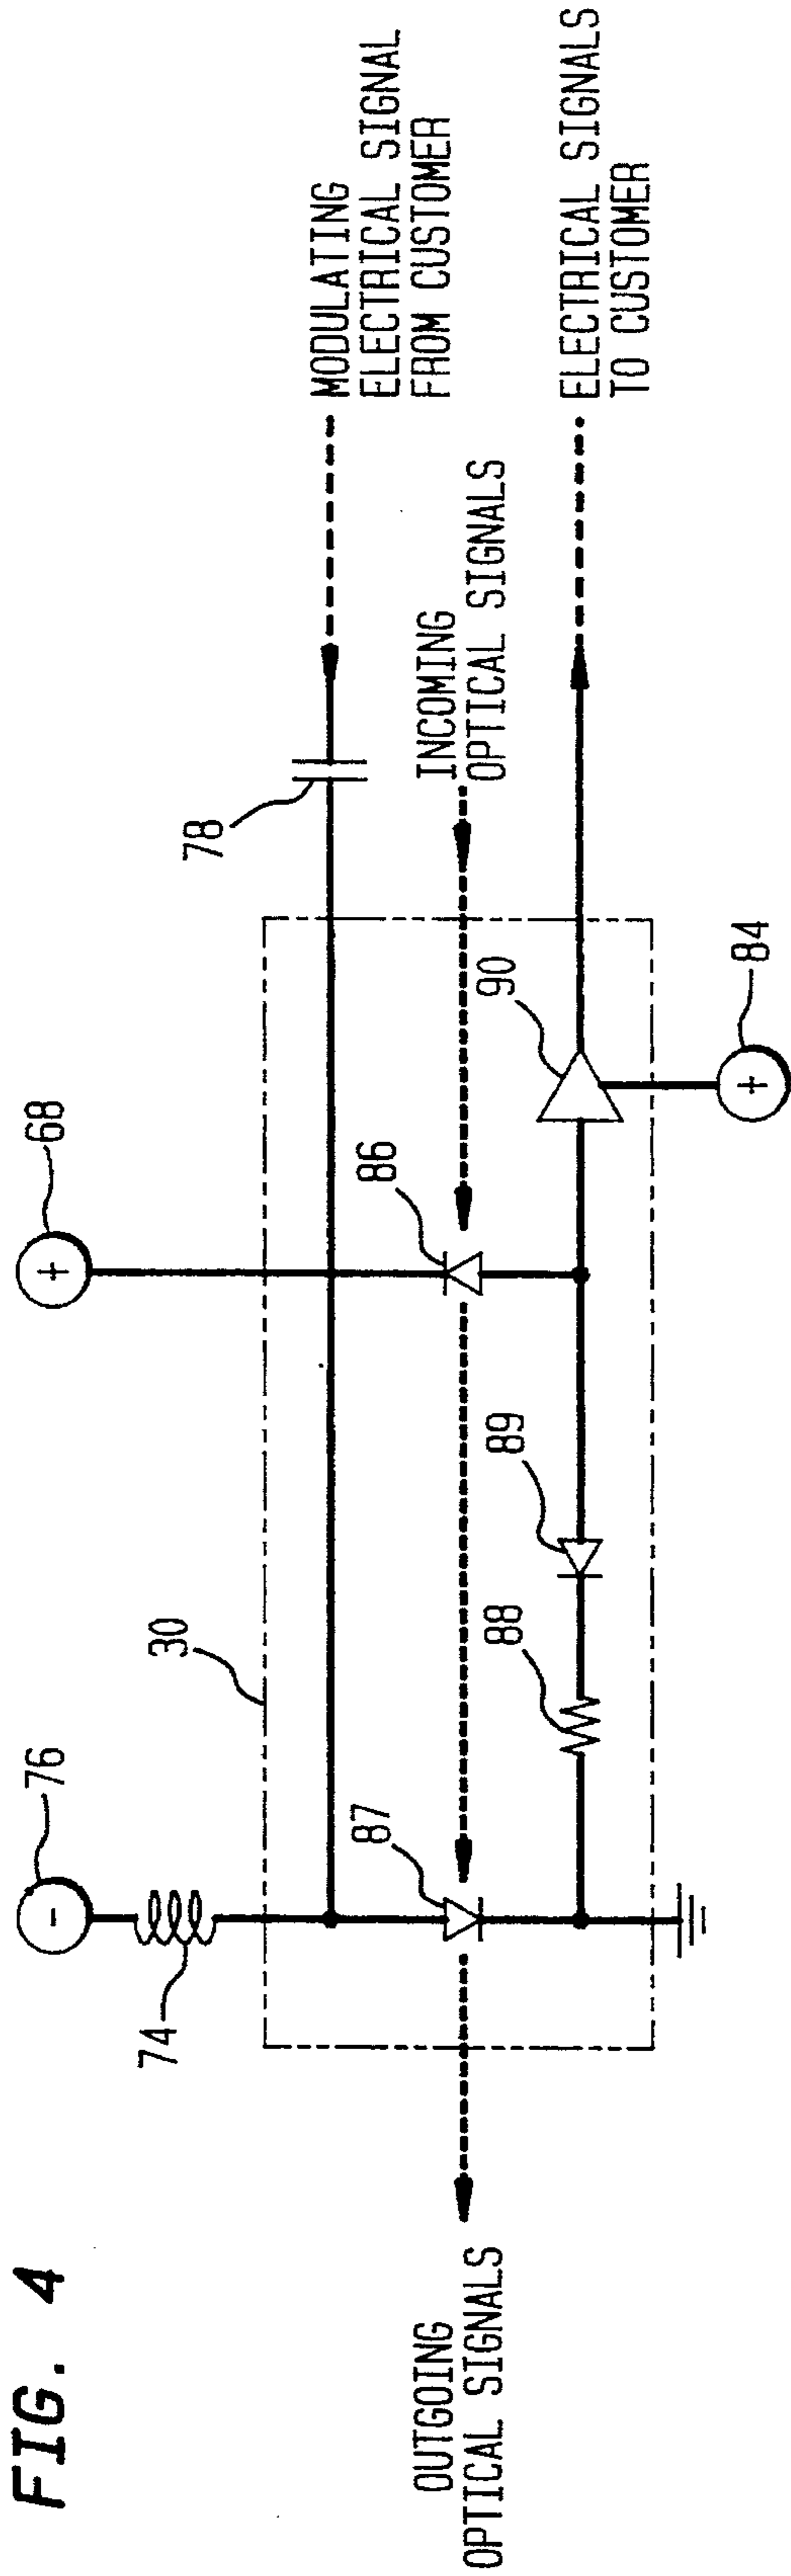 FIG. 4
76
-
74
30
68
+
78
MODULATING
ELECTRICAL SIGNAL
FROM CUSTOMER
87
86
INCOMING
OPTICAL SIGNALS
OUTGOING
OPTICAL SIGNALS
88
89
90
ELECTRICAL SIGNALS
TO CUSTOMER
84
+